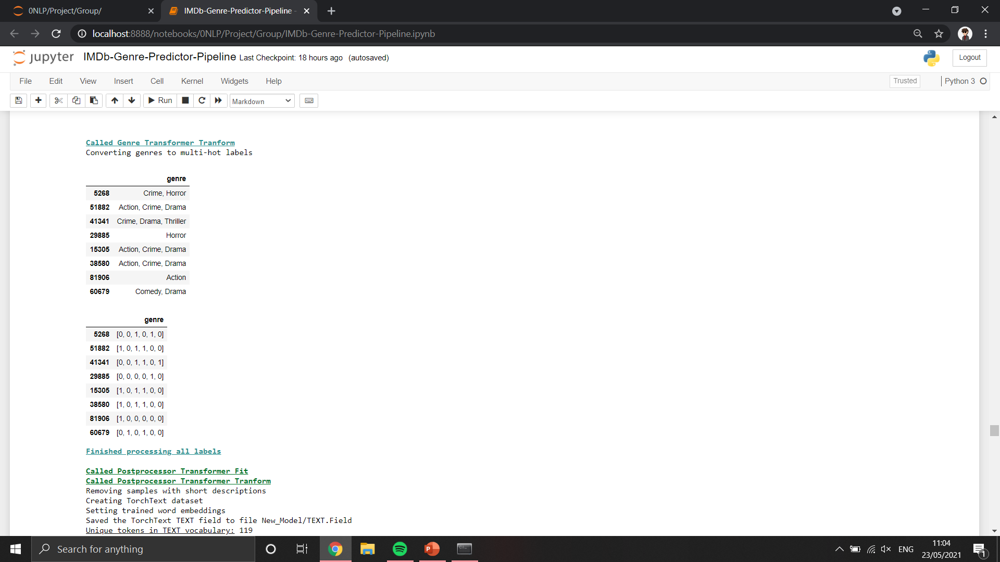 0NLP/Project/Group/
IMDb-Genre-Predictor-Pipeline -
localhost:8888/notebooks/0NLP/Project/Group/IMDb-Genre-Predictor-Pipeline.ipynb
jupyter IMDb-Genre-Predictor-Pipeline Last Checkpoint: 18 hours ago (autosaved) Logout
File Edit View Insert Cell Kernel Widgets Help Trusted Python 3
Run Markdown
Called Genre Transformer Tranform
Converting genres to multi-hot labels
genre
5268 Crime, Horror
51882 Action, Crime, Drama
41341 Crime, Drama, Thriller
29885 Horror
15305 Action, Crime, Drama
38580 Action, Crime, Drama
81906 Action
60679 Comedy, Drama
genre
5268 [0, 0, 1, 0, 1, 0]
51882 [1, 0, 1, 1, 0, 0]
41341 [0, 0, 1, 1, 0, 1]
29885 [0, 0, 0, 0, 1, 0]
15305 [1, 0, 1, 1, 0, 0]
38580 [1, 0, 1, 1, 0, 0]
81906 [1, 0, 0, 0, 0, 0]
60679 [0, 1, 0, 1, 0, 0]
Finished processing all labels
Called Postprocessor Transformer Fit
Called Postprocessor Transformer Tranform
Removing samples with short descriptions
Creating TorchText dataset
Setting trained word embeddings
Saved the TorchText TEXT field to file New_Model/TEXT.Field
Unique tokens in TEXT vocabulary: 119
Search for anything
ENG
11:04
23/05/2021
1